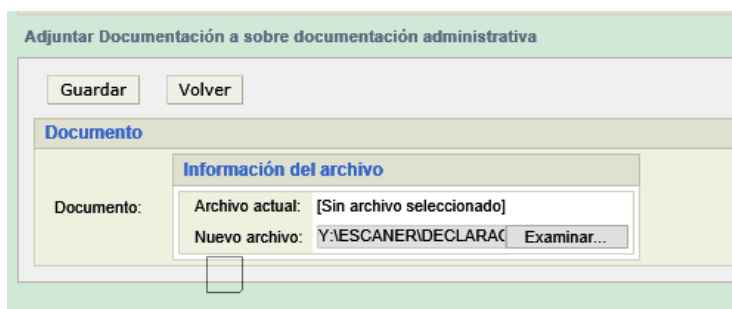 Adjuntar Documentación a sobre documentación administrativa
Guardar Volver
Documento
Información del archivo
Documento: Archivo actual: [Sin archivo seleccionado]
Nuevo archivo: Y:\ESCANER\DECLARAC Examinar...